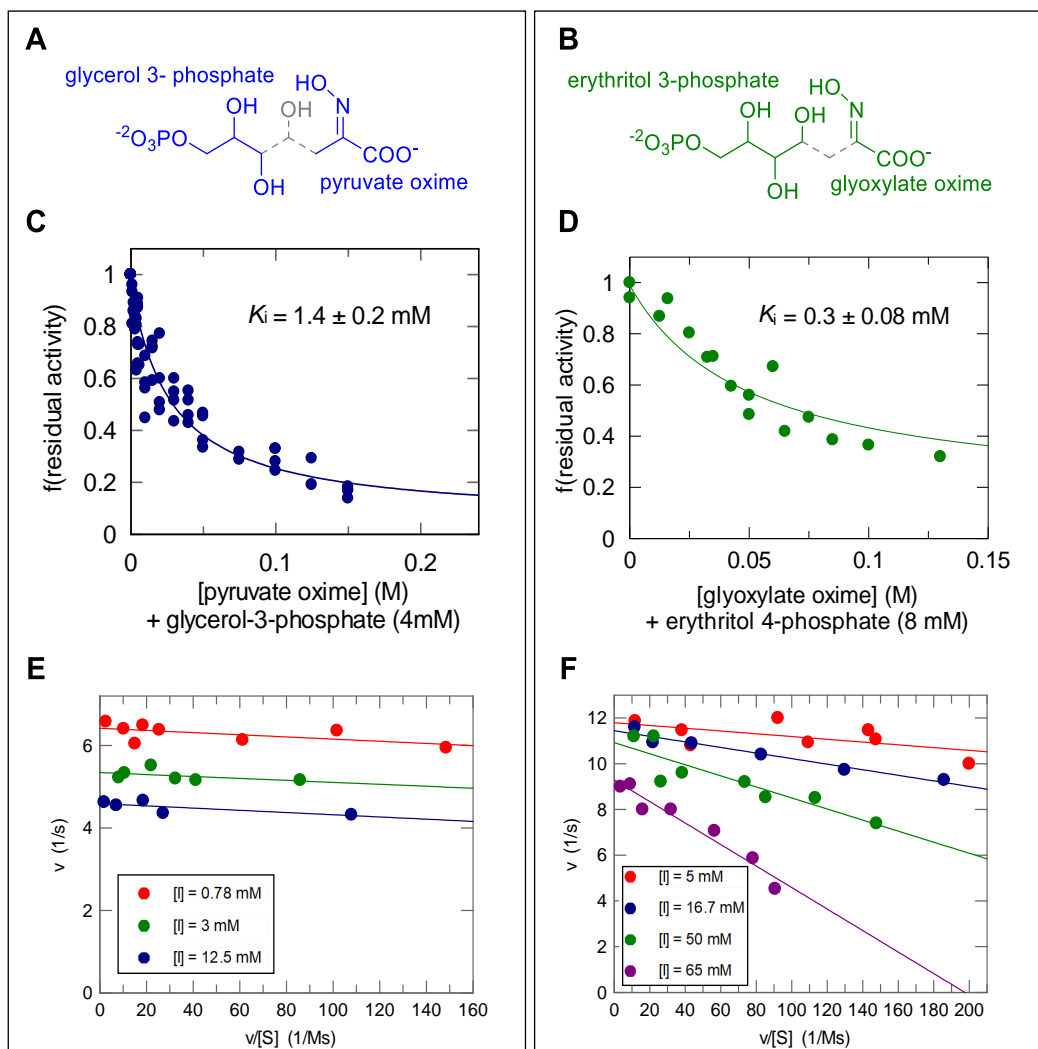 A
glycerol 3- phosphate
HO
N
OH
OH
-2O3PO
COO-
OH
pyruvate oxime
B
erythritol 3-phosphate
HO
N
OH
OH
-2O3PO
COO-
OH
glyoxylate oxime
C
f(residual activity)
1
0.8
0.6
0.4
0.2
0
Ki = 1.4 ± 0.2 mM
0
0.1
0.2
[pyruvate oxime] (M)
+ glycerol-3-phosphate (4mM)
D
f(residual activity)
1
0.8
0.6
0.4
0.2
0
Ki = 0.3 ± 0.08 mM
0
0.05
0.1
0.15
[glyoxylate oxime] (M)
+ erythritol 4-phosphate (8 mM)
E
v (1/s)
6
4
2
0
[I] = 0.78 mM
[I] = 3 mM
[I] = 12.5 mM
0 20 40 60 80 100 120 140 160
v/[S] (1/Ms)
F
v (1/s)
12
10
8
6
4
2
0
[I] = 5 mM
[I] = 16.7 mM
[I] = 50 mM
[I] = 65 mM
0 20 40 60 80 100 120 140 160 180 200
v/[S] (1/Ms)